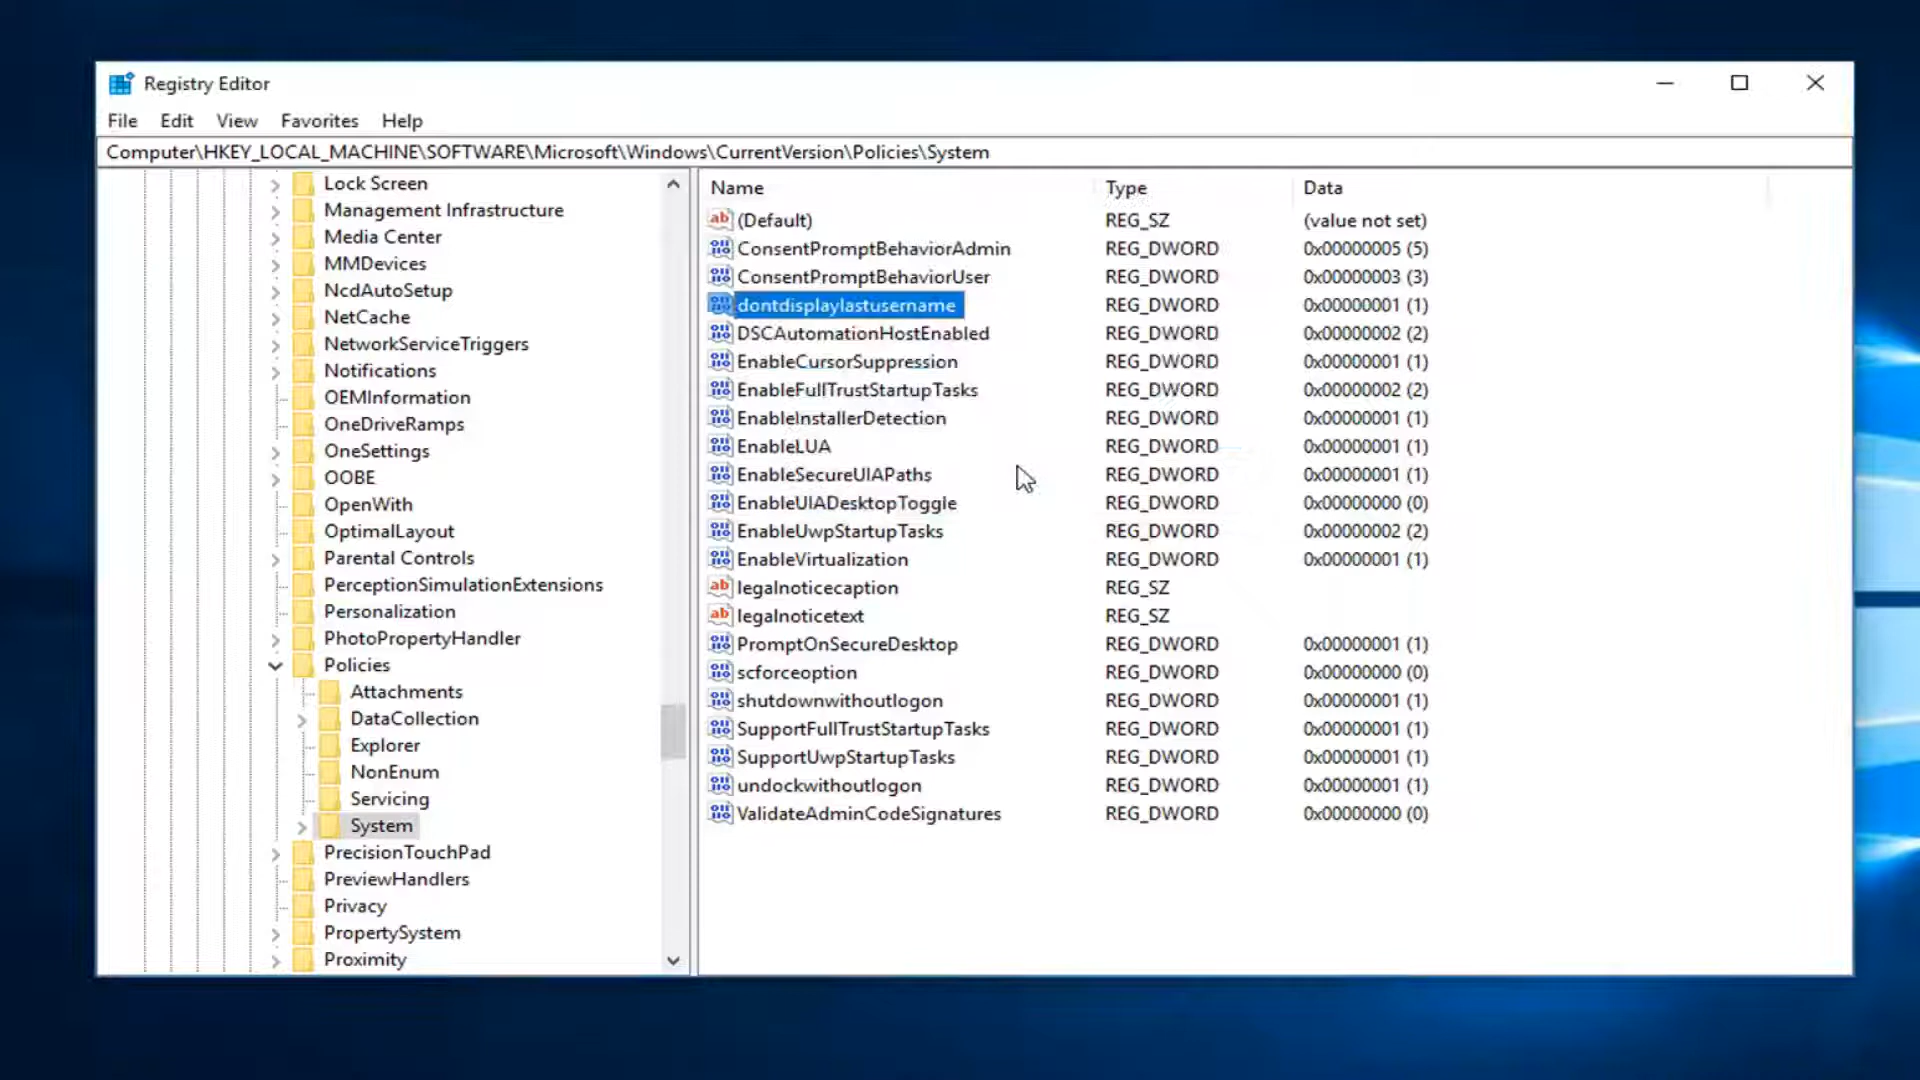 Registry Editor
File Edit View Favorites Help
Computer\HKEY_LOCAL_MACHINE\SOFTWARE\Microsoft\Windows\CurrentVersion\Policies\System
Lock Screen
Management Infrastructure
Media Center
MMDevices
NcdAutoSetup
NetCache
NetworkServiceTriggers
Notifications
OEMInformation
OneDriveRamps
OneSettings
OOBE
OpenWith
OptimalLayout
Parental Controls
PerceptionSimulationExtensions
Personalization
PhotoPropertyHandler
Policies
Attachments
DataCollection
Explorer
NonEnum
Servicing
System
PrecisionTouchPad
PreviewHandlers
Privacy
PropertySystem
Proximity
Name Type Data
(Default) REG_SZ (value not set)
ConsentPromptBehaviorAdmin REG_DWORD 0x00000005 (5)
ConsentPromptBehaviorUser REG_DWORD 0x00000003 (3)
dontdisplaylastusername REG_DWORD 0x00000001 (1)
DSCAutomationHostEnabled REG_DWORD 0x00000002 (2)
EnableCursorSuppression REG_DWORD 0x00000001 (1)
EnableFullTrustStartupTasks REG_DWORD 0x00000002 (2)
EnableInstallerDetection REG_DWORD 0x00000001 (1)
EnableLUA REG_DWORD 0x00000001 (1)
EnableSecureUIAPaths REG_DWORD 0x00000001 (1)
EnableUIADesktopToggle REG_DWORD 0x00000000 (0)
EnableUwpStartupTasks REG_DWORD 0x00000002 (2)
EnableVirtualization REG_DWORD 0x00000001 (1)
legalnoticecaption REG_SZ
legalnoticetext REG_SZ
PromptOnSecureDesktop REG_DWORD 0x00000001 (1)
scforceoption REG_DWORD 0x00000000 (0)
shutdownwithoutlogon REG_DWORD 0x00000001 (1)
SupportFullTrustStartupTasks REG_DWORD 0x00000001 (1)
SupportUwpStartupTasks REG_DWORD 0x00000001 (1)
undockwithoutlogon REG_DWORD 0x00000001 (1)
ValidateAdminCodeSignatures REG_DWORD 0x00000000 (0)